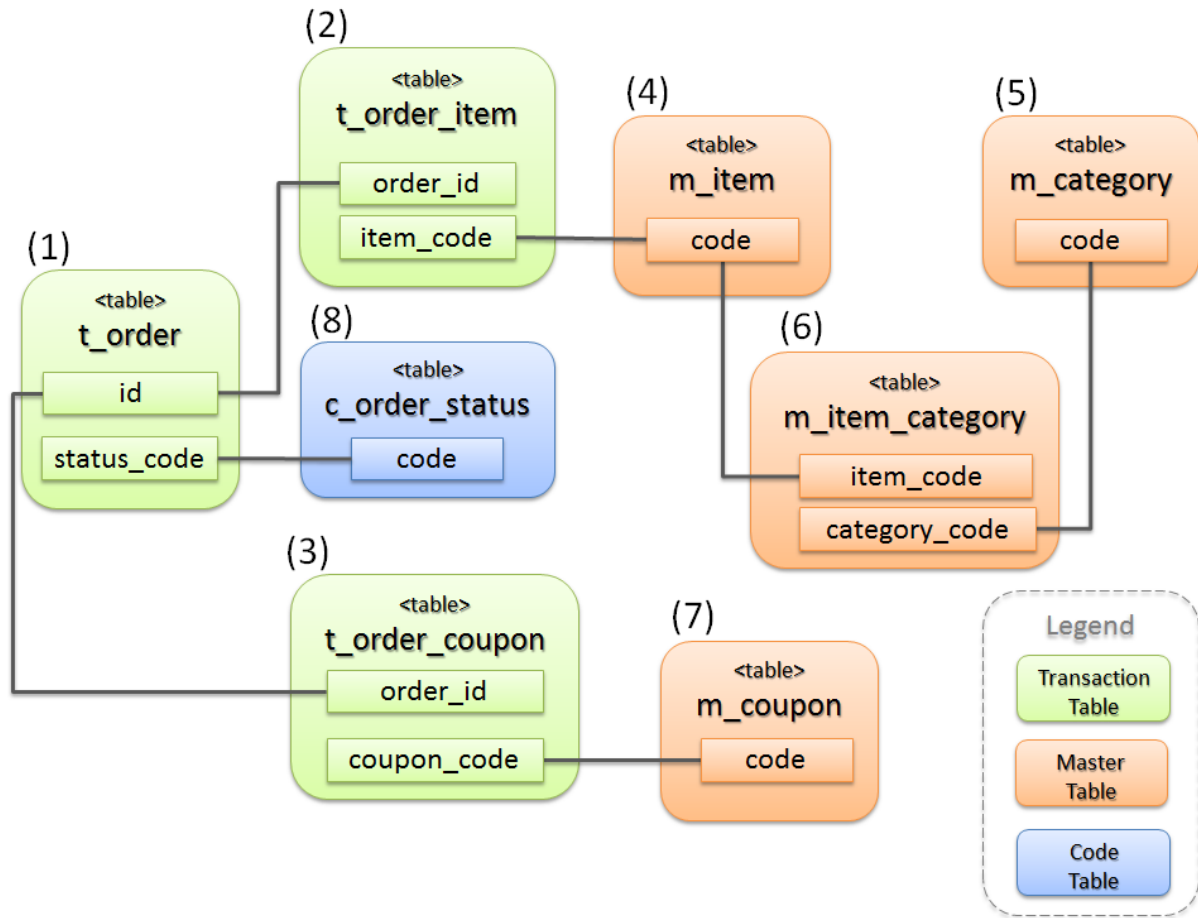 (1)
<table>
t_order
id
status_code
(2)
<table>
t_order_item
order_id
item_code
(8)
<table>
c_order_status
code
(3)
<table>
t_order_coupon
order_id
coupon_code
(4)
<table>
m_item
code
(5)
<table>
m_category
code
(6)
<table>
m_item_category
item_code
category_code
(7)
<table>
m_coupon
code
Legend
Transaction
Table
Master
Table
Code
Table